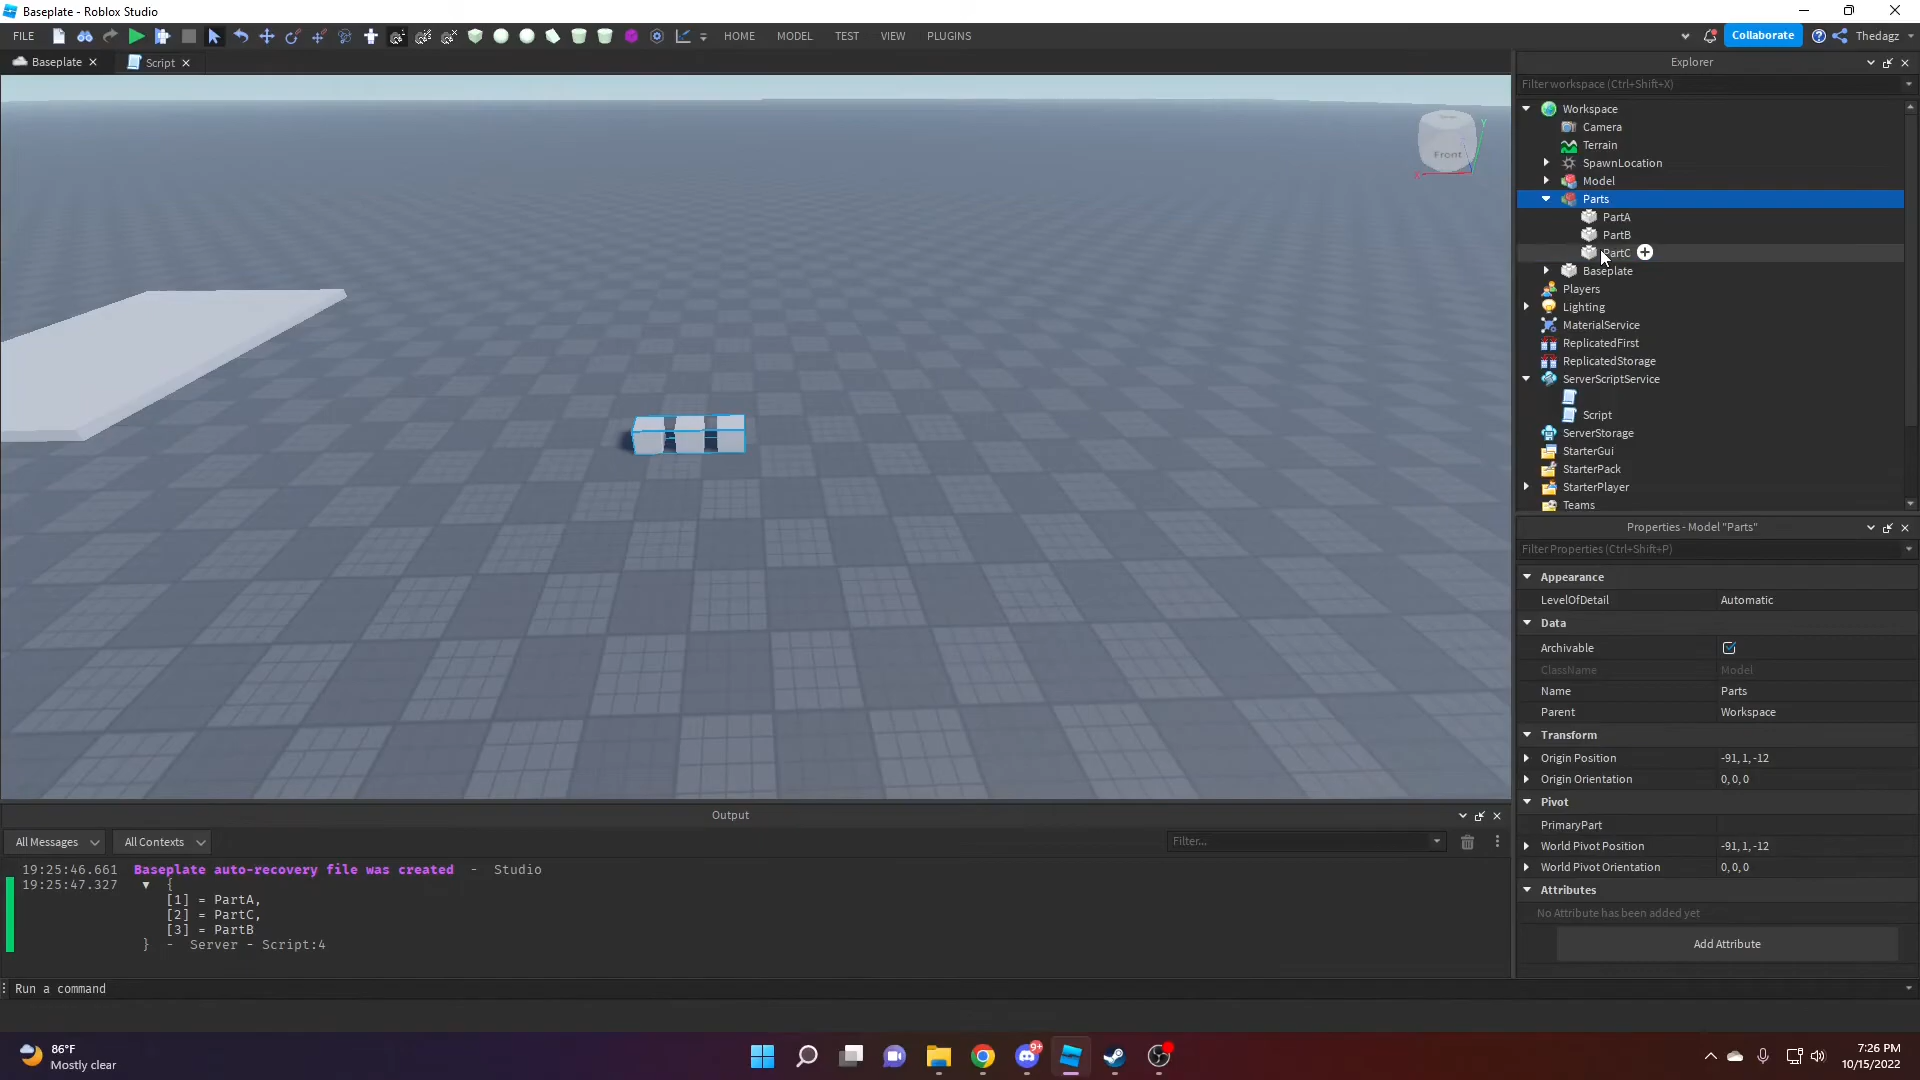 Baseplate - Roblox Studio
FILE HOME MODEL TEST VIEW PLUGINS Collaborate Thedagz
Baseplate Script
Explorer
Filter workspace (Ctrl+Shift+X)
Workspace
Camera
Terrain
SpawnLocation
Model
Parts
PartA
PartB
PartC
Baseplate
Players
Lighting
MaterialService
ReplicatedFirst
ReplicatedStorage
ServerScriptService
Script
ServerStorage
StarterGui
StarterPack
StarterPlayer
Teams
Front
Properties - Model "Parts"
Filter Properties (Ctrl+Shift+P)
Appearance
LevelOfDetail Automatic
Data
Archivable
ClassName Model
Name Parts
Parent Workspace
Transform
Origin Position -91, 1, -12
Origin Orientation 0, 0, 0
Pivot
PrimaryPart
World Pivot Position -91, 1, -12
World Pivot Orientation 0, 0, 0
Attributes
No Attribute has been added yet
Add Attribute
Output
All Messages All Contexts Filter...
19:25:46.661 Baseplate auto-recovery file was created - Studio
19:25:47.327 ▼ {
[1] = PartA,
[2] = PartC,
[3] = PartB
} - Server - Script:4
Run a command
86°F
Mostly clear
9+
7:26 PM
10/15/2022